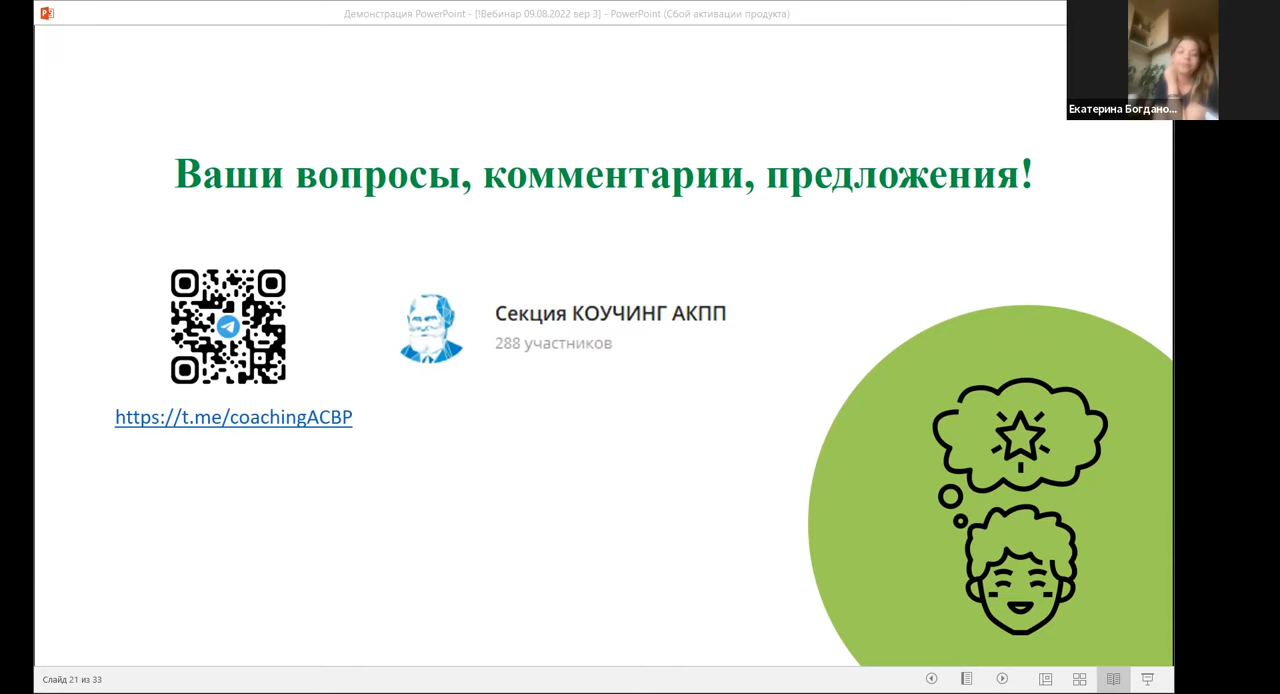 Демонстрация PowerPoint - [!Вебинар 09.08.2022 вер 3] - PowerPoint (Сбой активации продукта)
Екатерина Богдано...
Ваши вопросы, комментарии, предложения!
Секция КОУЧИНГ АКПП
288 участников
https://t.me/coachingACBP
Слайд 21 из 33